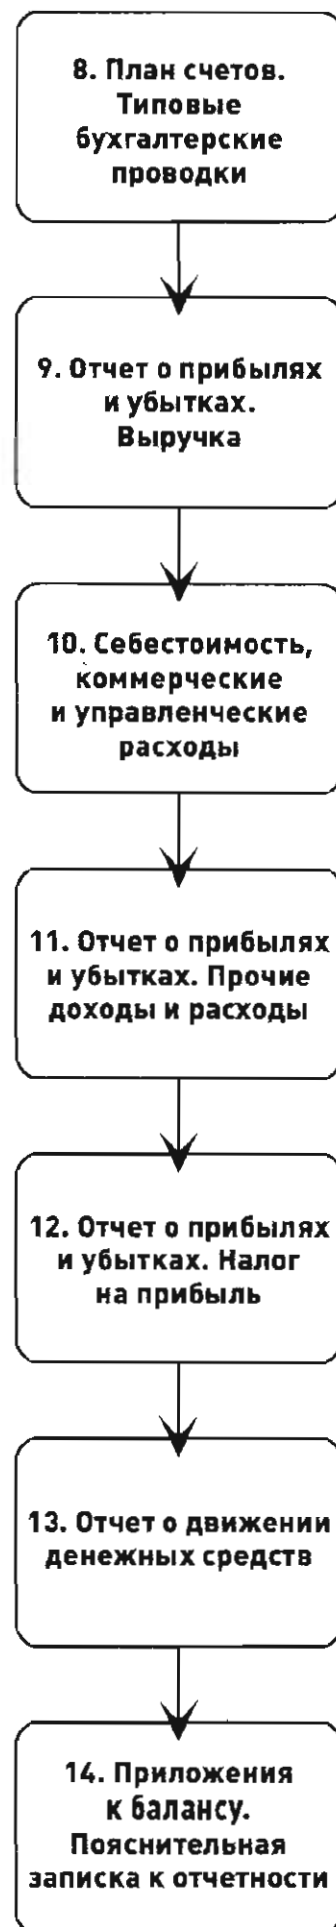 8. План счетов.
Типовые
бухгалтерские
проводки
9. Отчет о прибылях
и убытках.
Выручка
10. Себестоимость,
коммерческие
и управленческие
расходы
11. Отчет о прибылях
и убытках. Прочие
доходы и расходы
12. Отчет о прибылях
и убытках. Налог
на прибыль
13. Отчет о движении
денежных средств
14. Приложения
к балансу.
Пояснительная
записка к отчетности